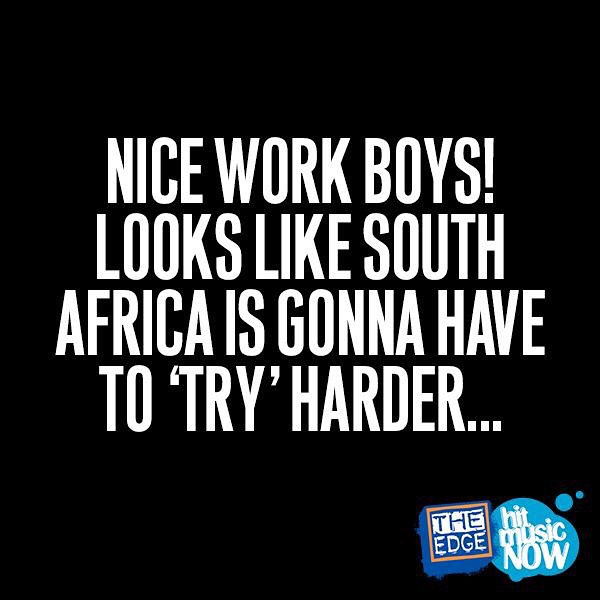 NICE WORK BOYS!
LOOKS LIKE SOUTH
AFRICA IS GONNA HAVE
TO ‘TRY’ HARDER...
THE
EDGE
hit
music
NOW